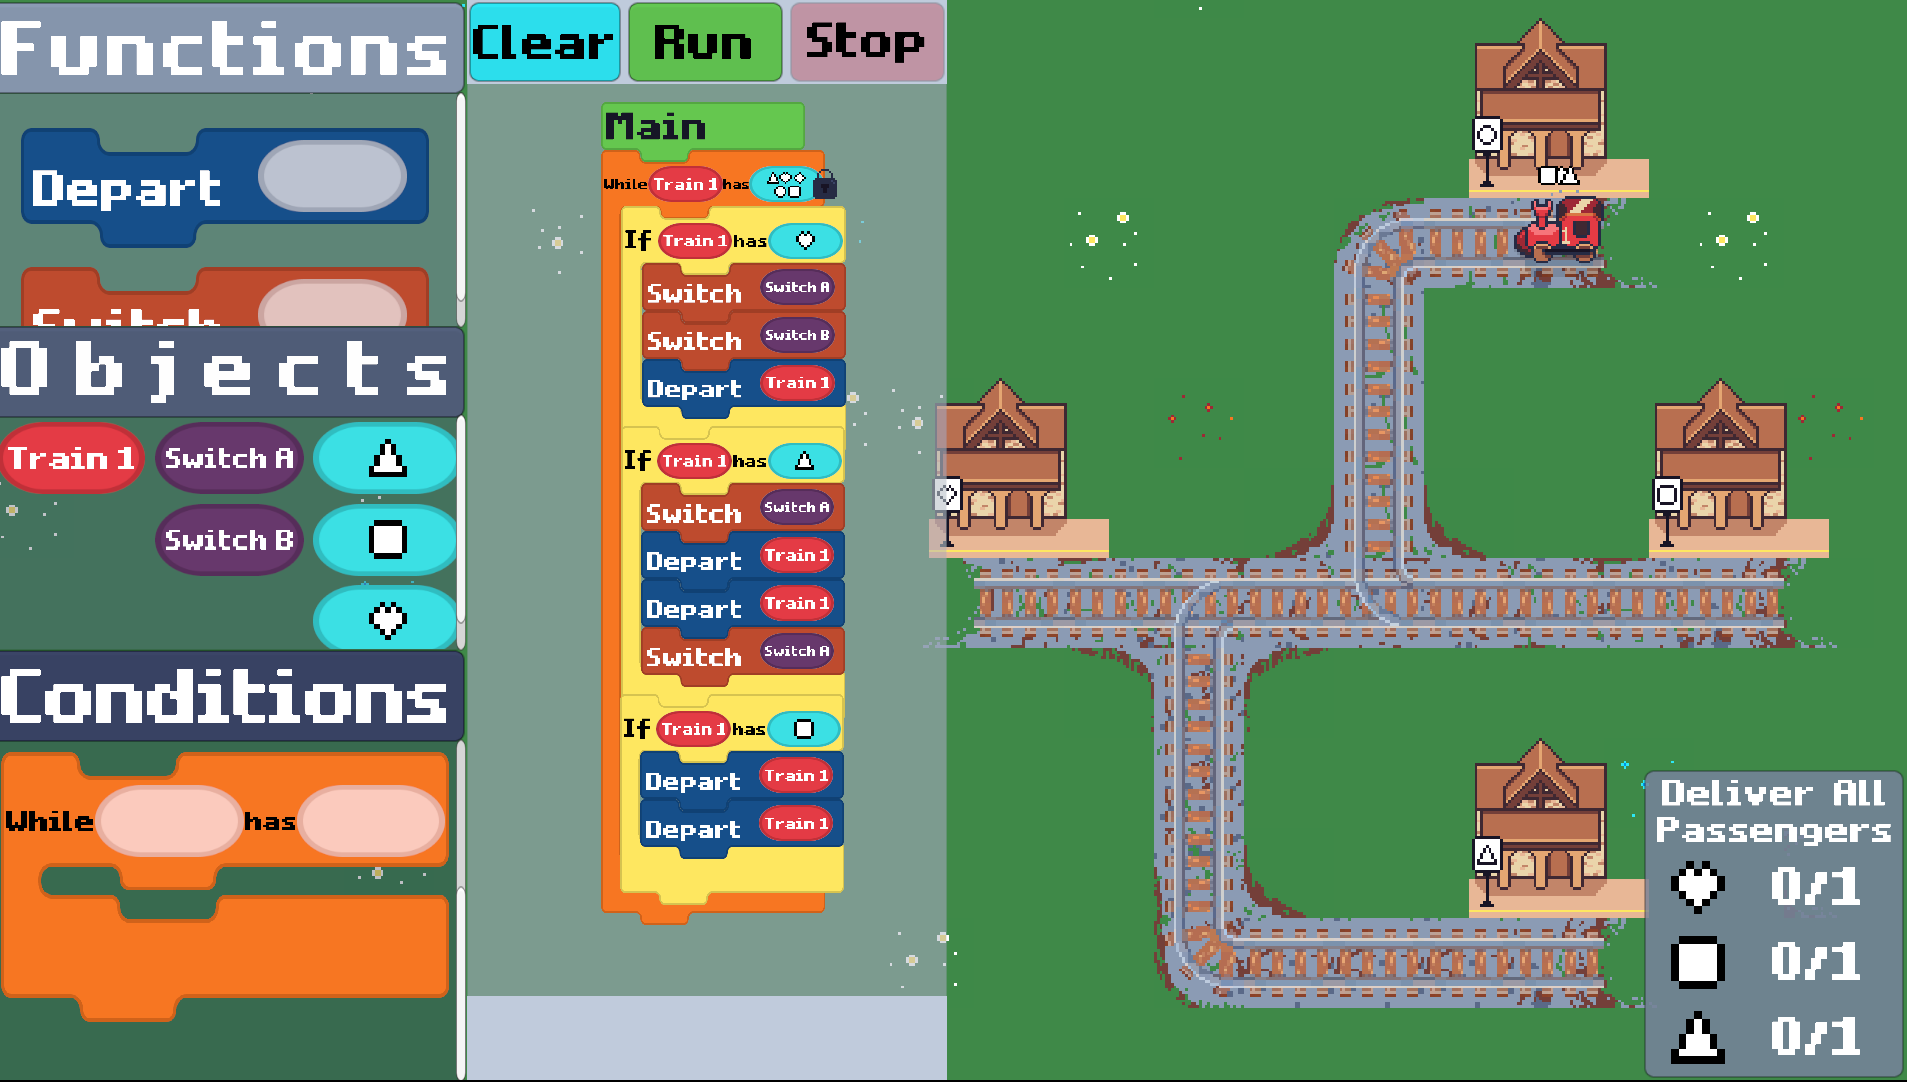 Functions
Depart
Switch
Objects
Train 1
Switch A
Switch B
Conditions
While has
Clear
Run
Stop
Main
While Train 1 has
If Train 1 has
Switch Switch A
Switch Switch B
Depart Train 1
If Train 1 has
Switch Switch A
Depart Train 1
Depart Train 1
Switch Switch A
If Train 1 has
Depart Train 1
Depart Train 1
1
Deliver All
Passengers
0/1
0/1
0/1